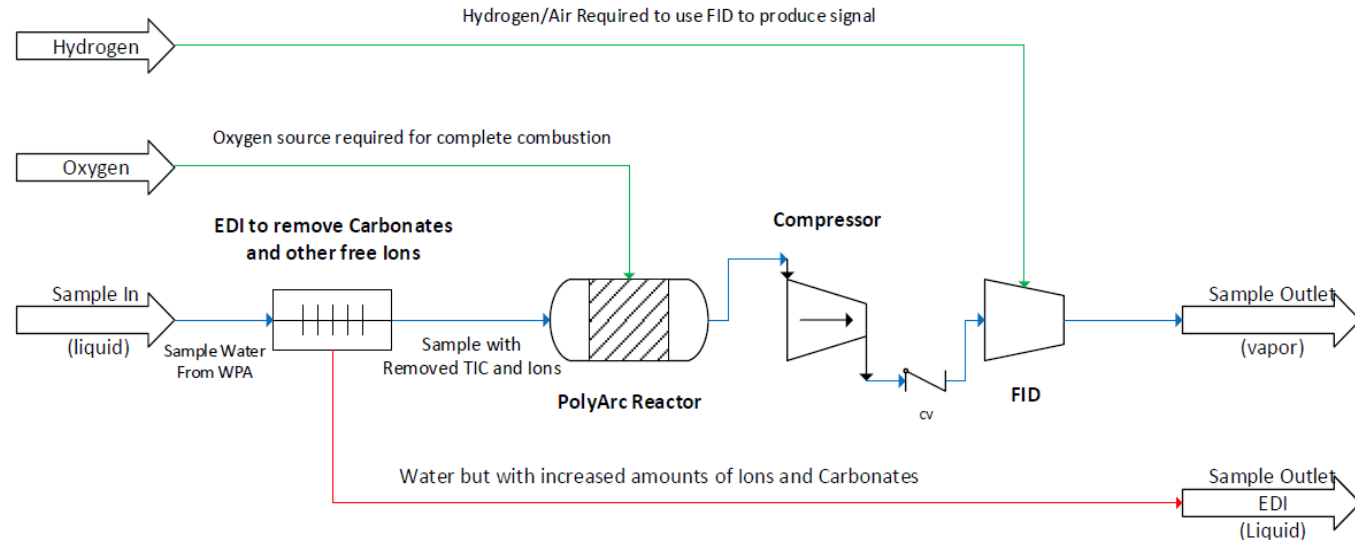 Hydrogen/Air Required to use FID to produce signal
Hydrogen
Oxygen source required for complete combustion
Oxygen
EDI to remove Carbonates
and other free Ions
Compressor
Sample In
(liquid)
Sample Water
From WPA
Sample with
Removed TIC and Ions
PolyArc Reactor
cv
FID
Sample Outlet
(vapor)
Water but with increased amounts of Ions and Carbonates
Sample Outlet
EDI
(Liquid)